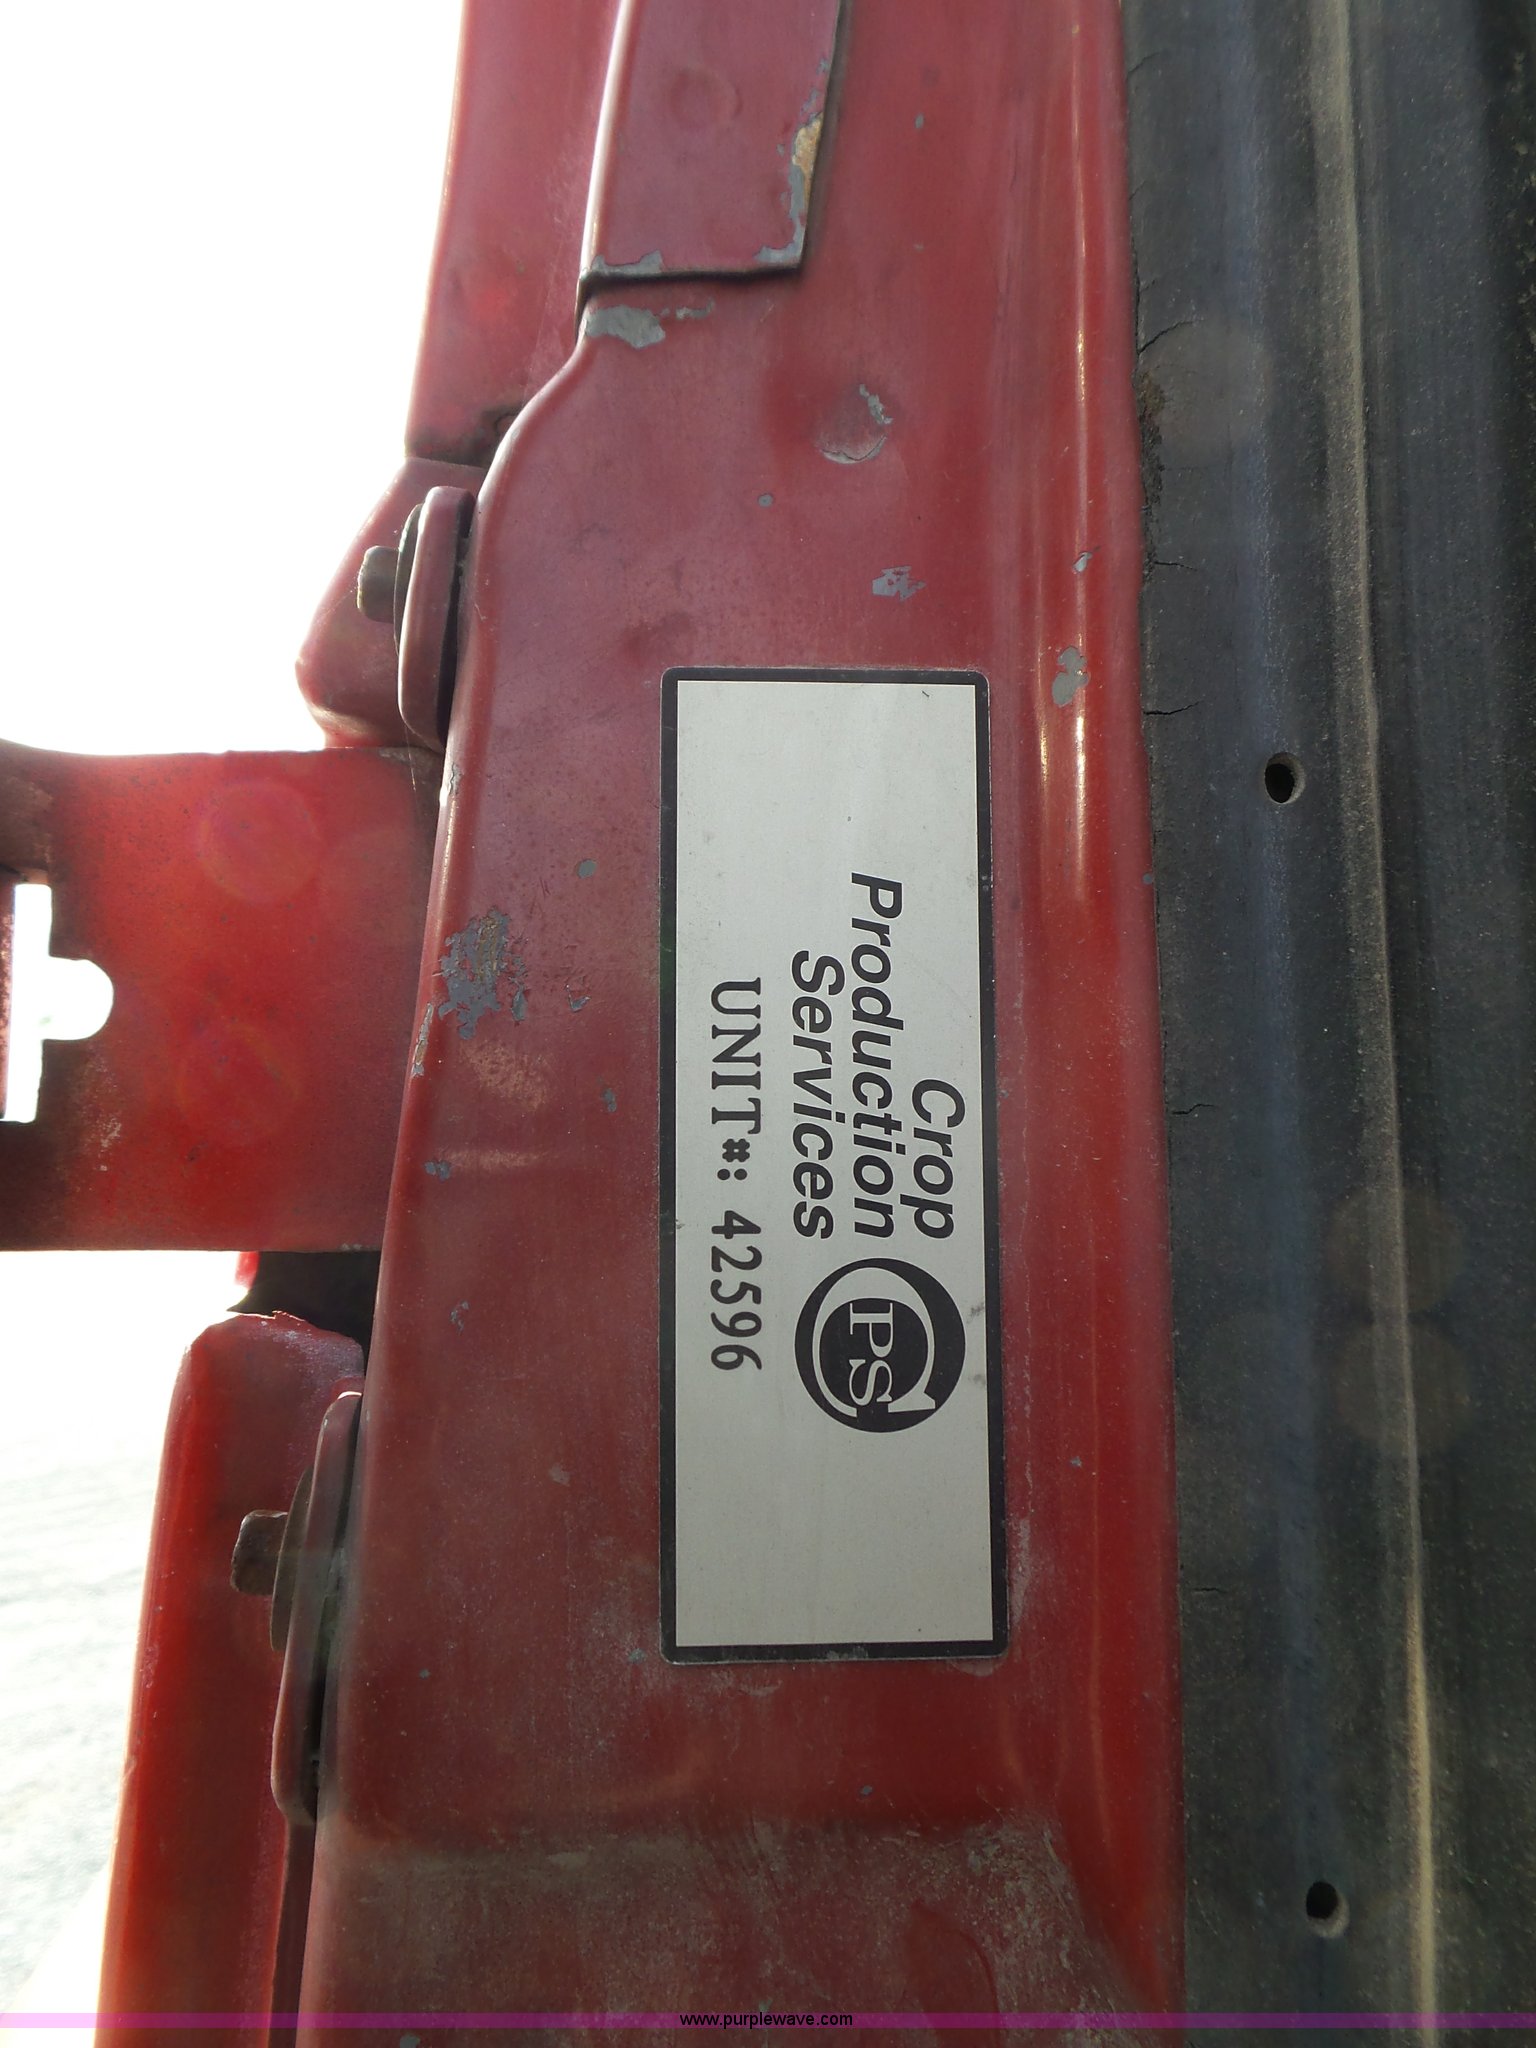 Crop
Production
Services
CPS
UNIT#: 42596
www.purplewave.com